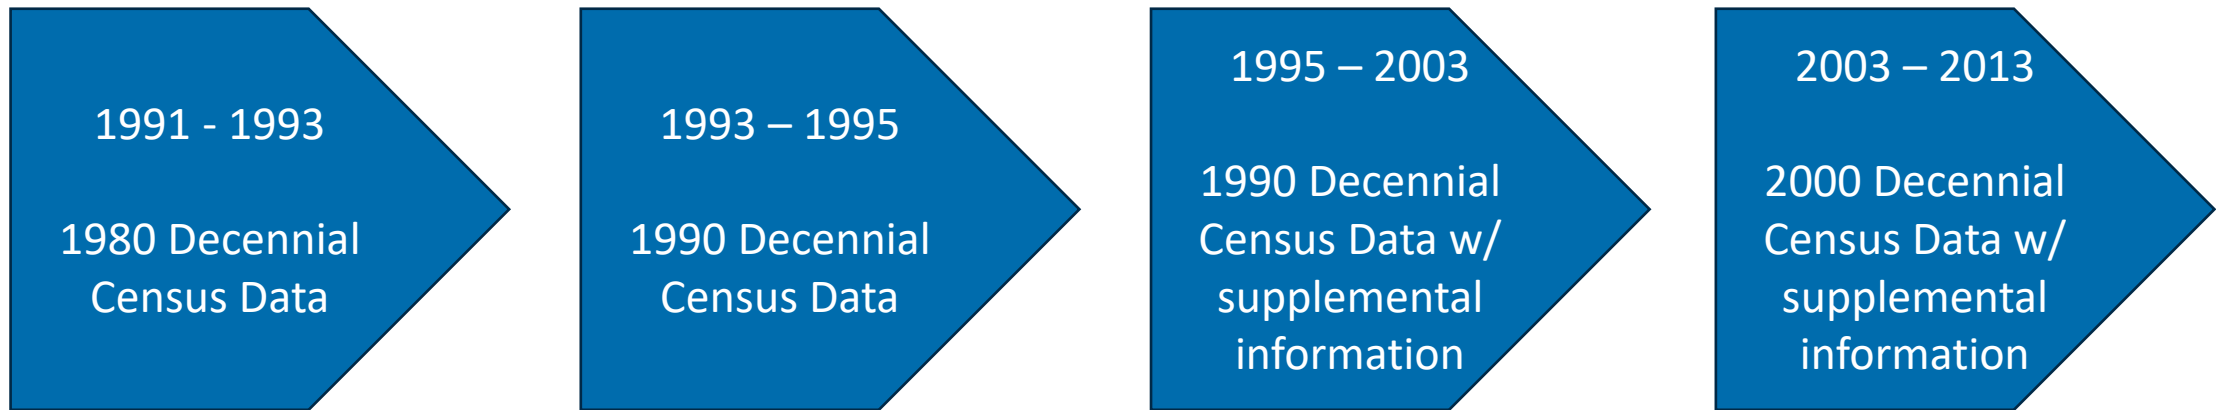 1991 - 1993
1980 Decennial
Census Data
1993 – 1995
1990 Decennial
Census Data
1995 – 2003
1990 Decennial
Census Data w/
supplemental
information
2003 – 2013
2000 Decennial
Census Data w/
supplemental
information